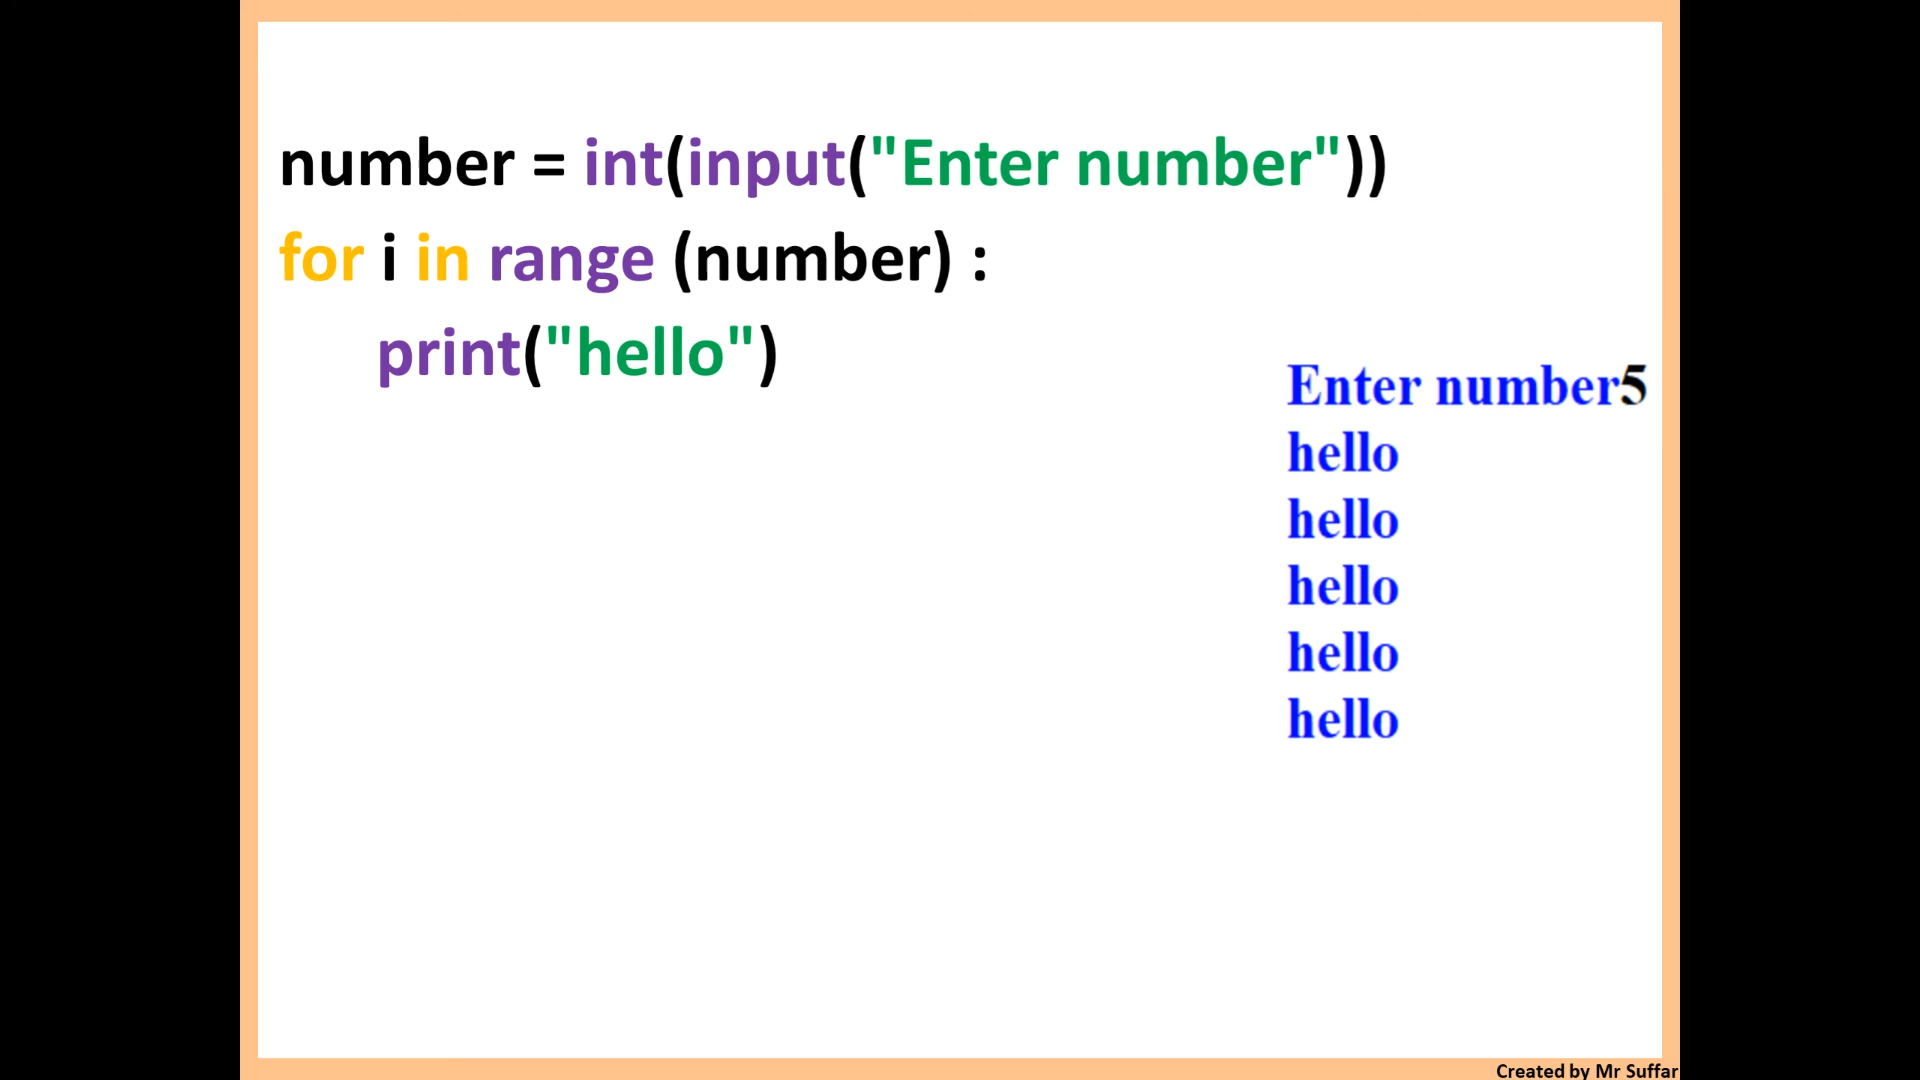 number = int(input("Enter number"))
for i in range (number) :
print("hello")
Enter number5
hello
hello
hello
hello
hello
Created by Mr Suffar